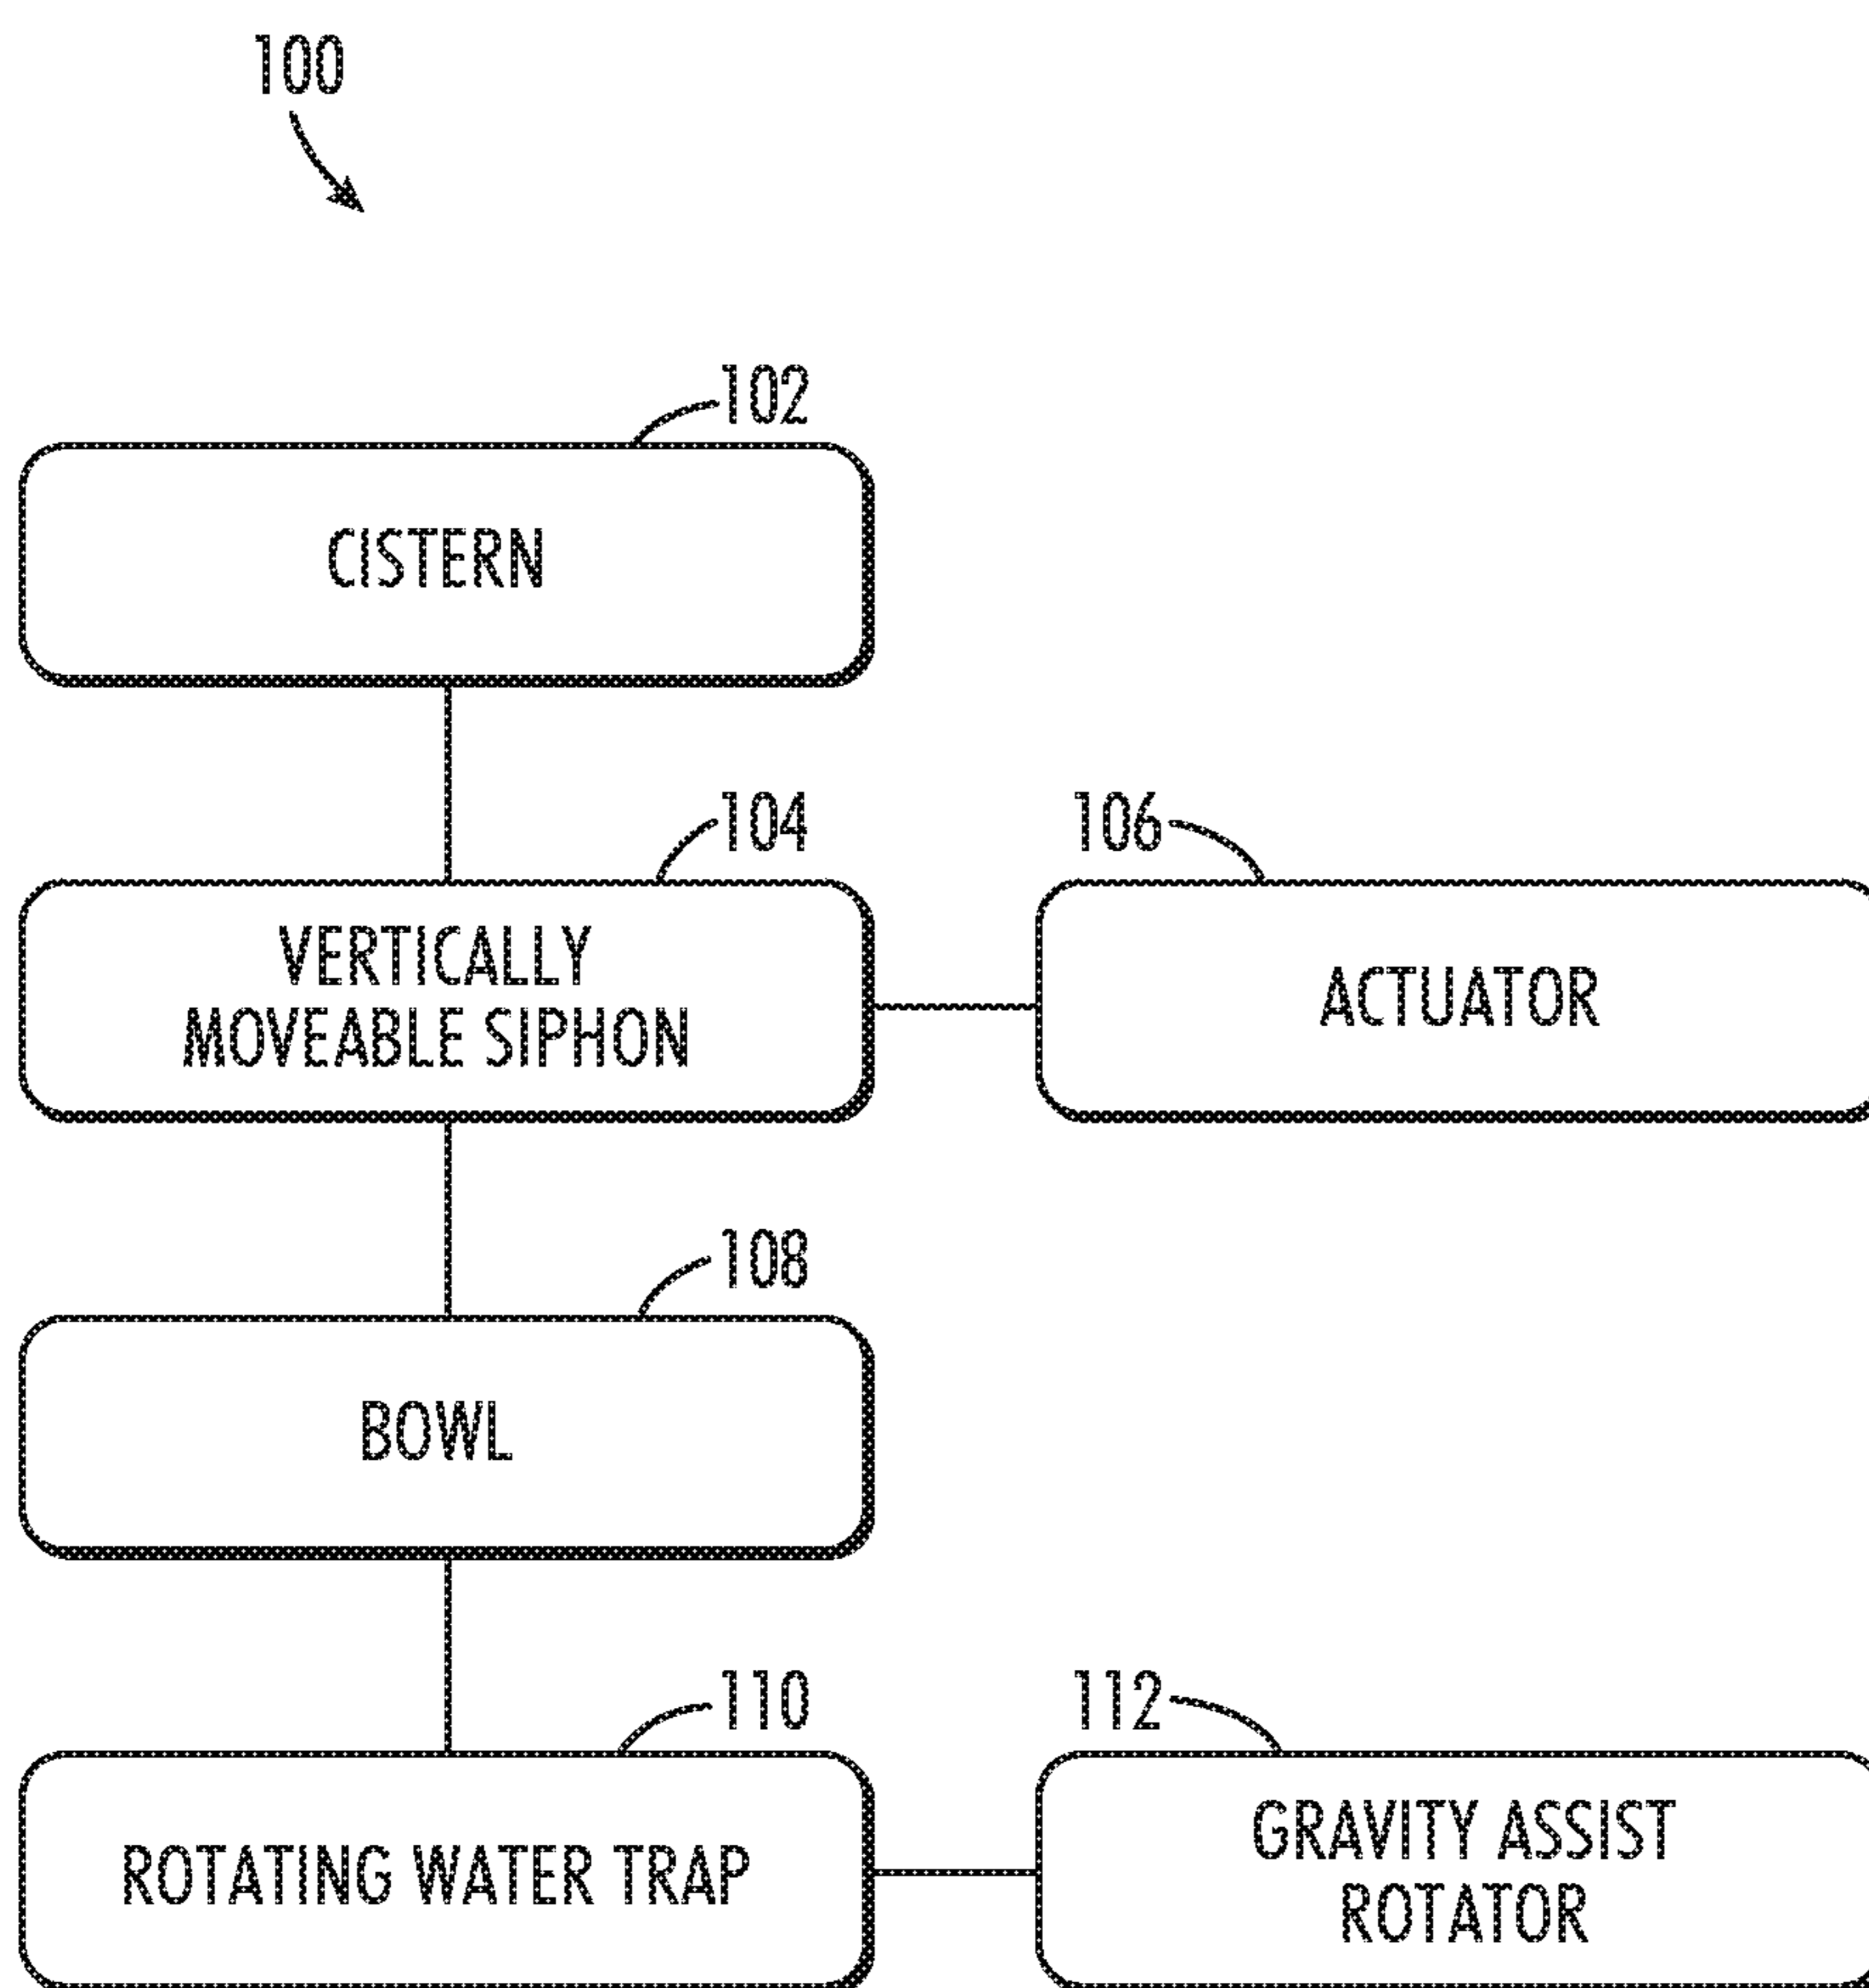 100
102
CISTERN
104
106
VERTICALLY
MOVEABLE SIPHON
ACTUATOR
108
BOWL
110
112
ROTATING WATER TRAP
GRAVITY ASSIST
ROTATOR